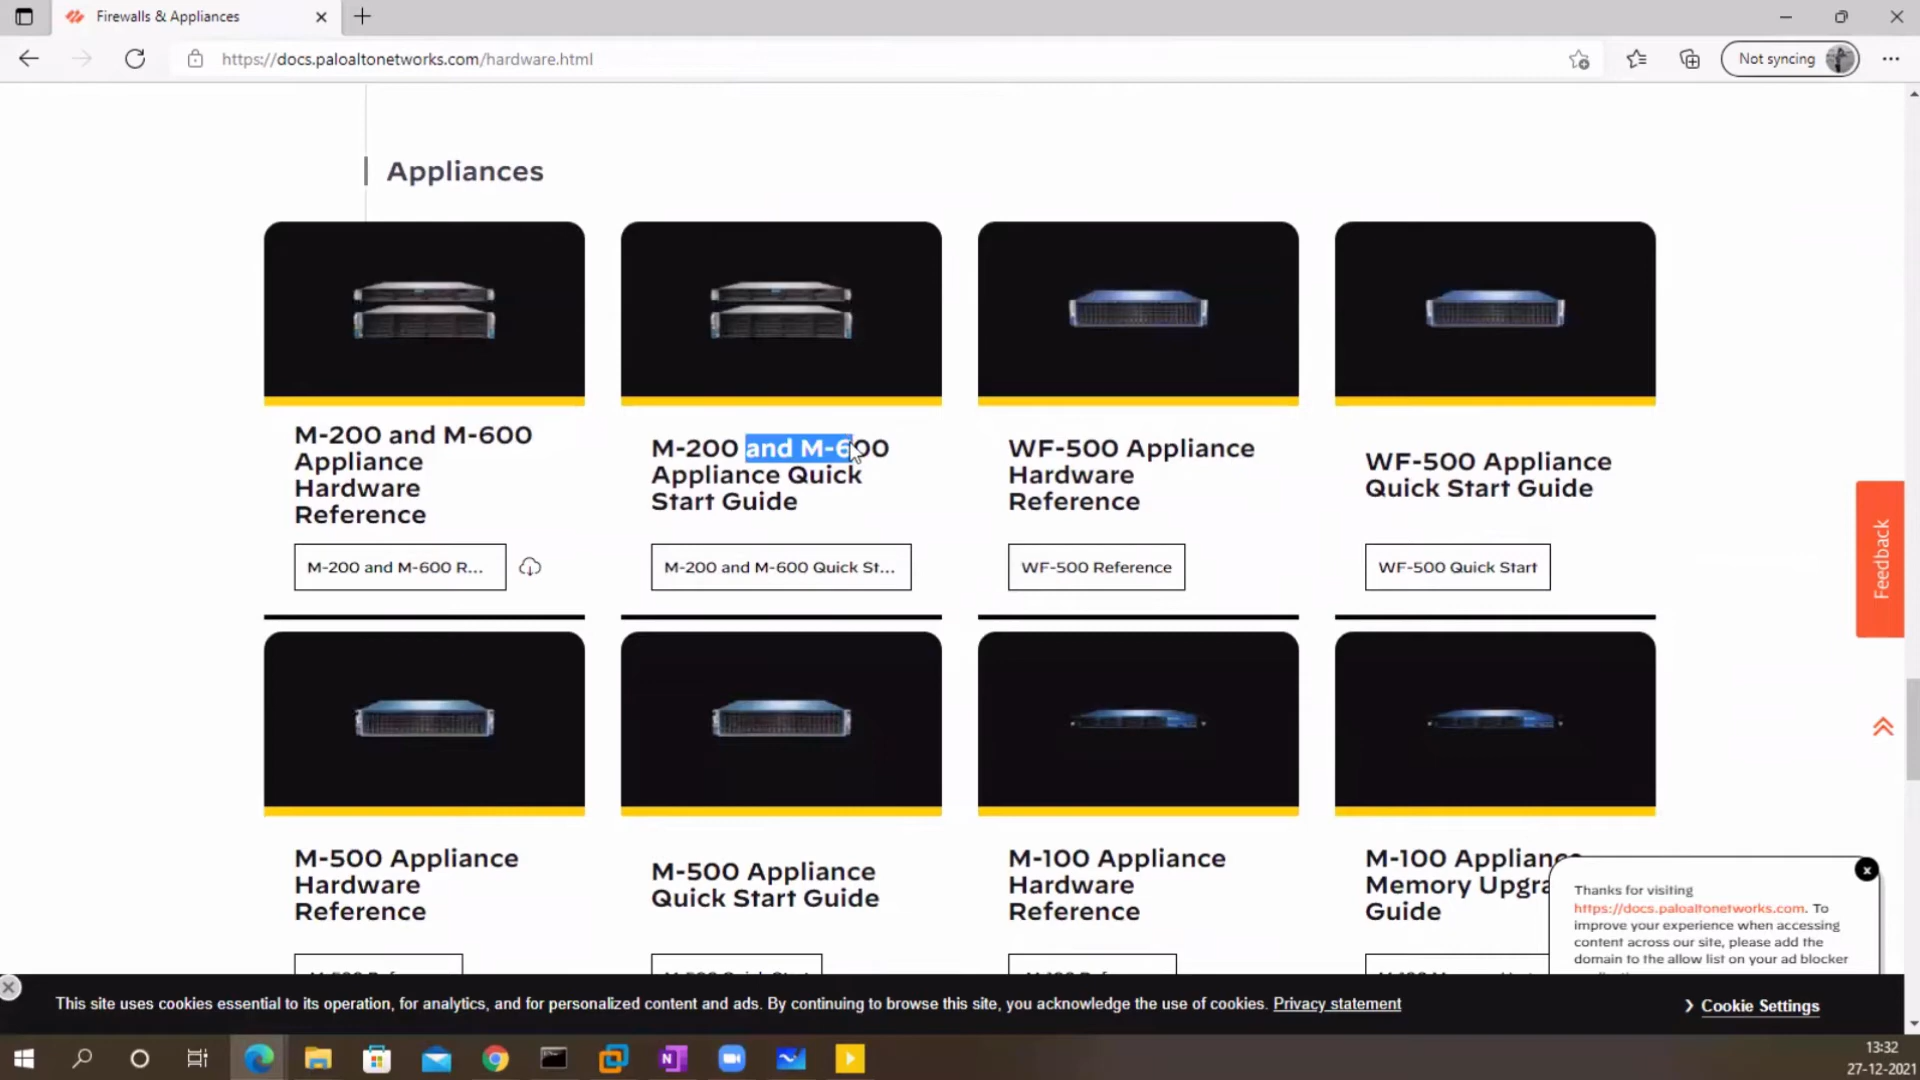 Firewalls & Appliances
https://docs.paloaltonetworks.com/hardware.html
Not syncing
Appliances
M-200 and M-600
Appliance
Hardware
Reference
M-200 and M-600 R...
M-200 and M-600
Appliance Quick
Start Guide
M-200 and M-600 Quick St...
WF-500 Appliance
Hardware
Reference
WF-500 Reference
WF-500 Appliance
Quick Start Guide
WF-500 Quick Start
Feedback
M-500 Appliance
Hardware
Reference
M-500 Appliance
Quick Start Guide
M-100 Appliance
Hardware
Reference
M-100 Appliance
Memory Upgra
Guide
Thanks for visiting
https://docs.paloaltonetworks.com. To
improve your experience when accessing
content across our site, please add the
domain to the allow list on your ad blocker
This site uses cookies essential to its operation, for analytics, and for personalized content and ads. By continuing to browse this site, you acknowledge the use of cookies. Privacy statement
Cookie Settings
13:32
27-12-2021